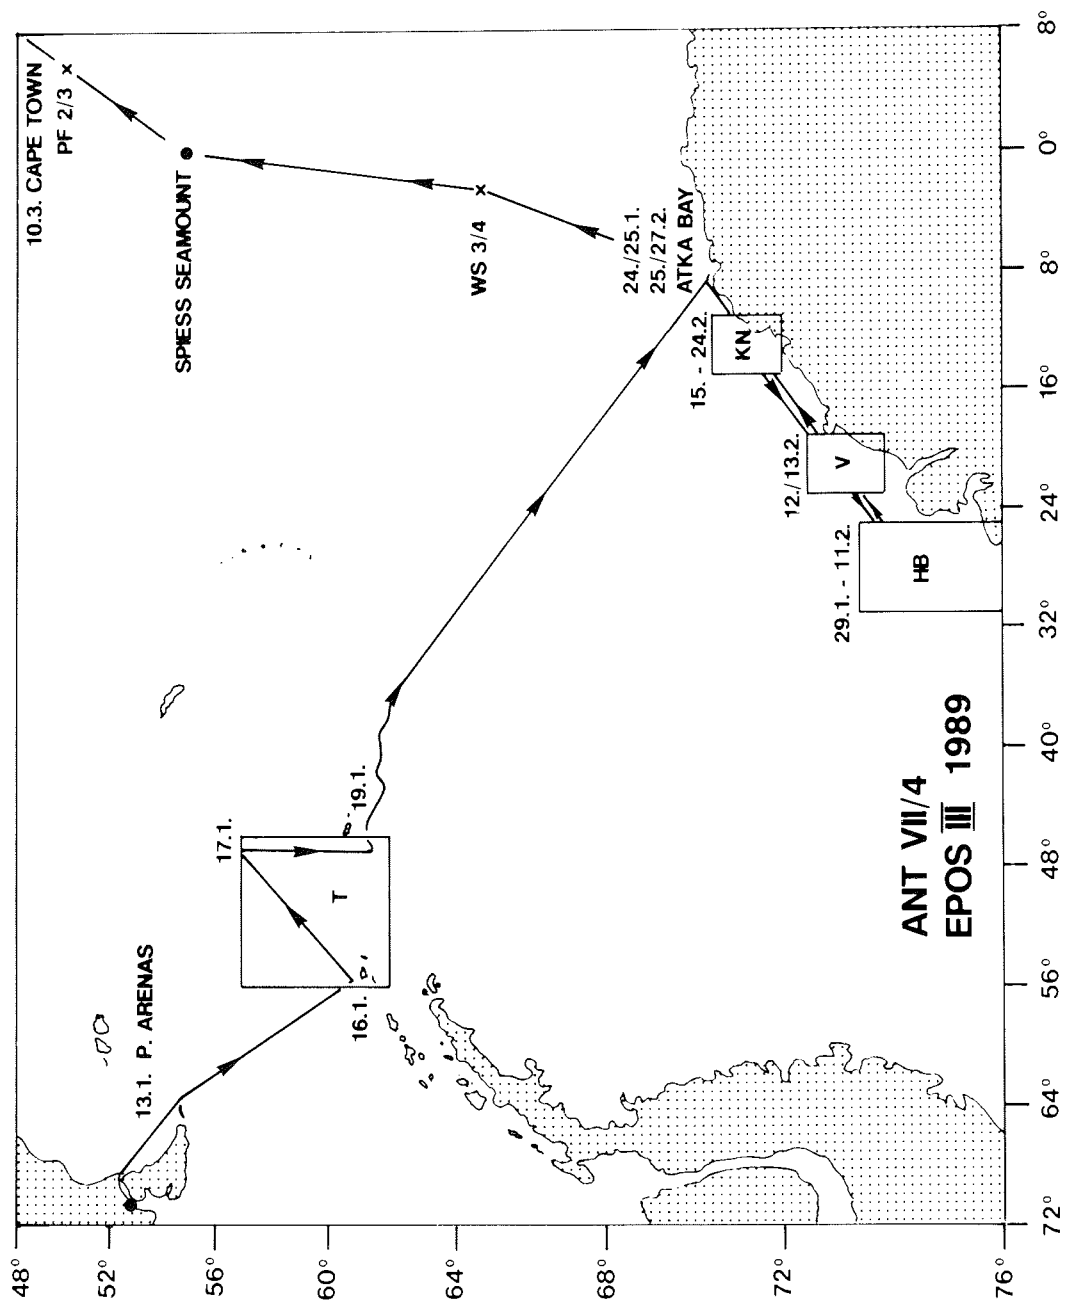 10.3. CAPE TOWN
PF 2/3 ×
SPIESS SEAMOUNT
WS 3/4
×
24./25.1.
25./27.2.
ATKA BAY
15. - 24.2.
KN
12./13.2.
V
29.1. - 11.2.
HB
17.1.
19.1.
T
16.1.
13.1. P. ARENAS
ANT VII/4
EPOS III 1989
48°
52°
56°
60°
64°
68°
72°
76°
72°
64°
56°
48°
40°
32°
24°
16°
8°
0°
8°